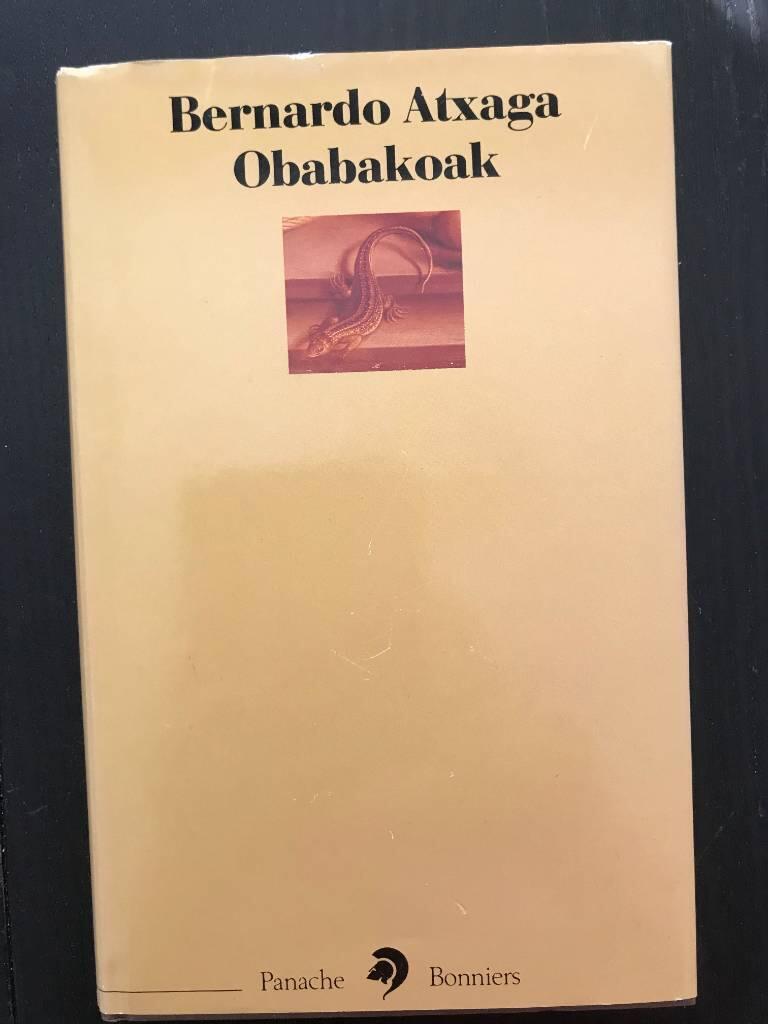 Bernardo Atxaga
Obabakoak
Panache Bonniers